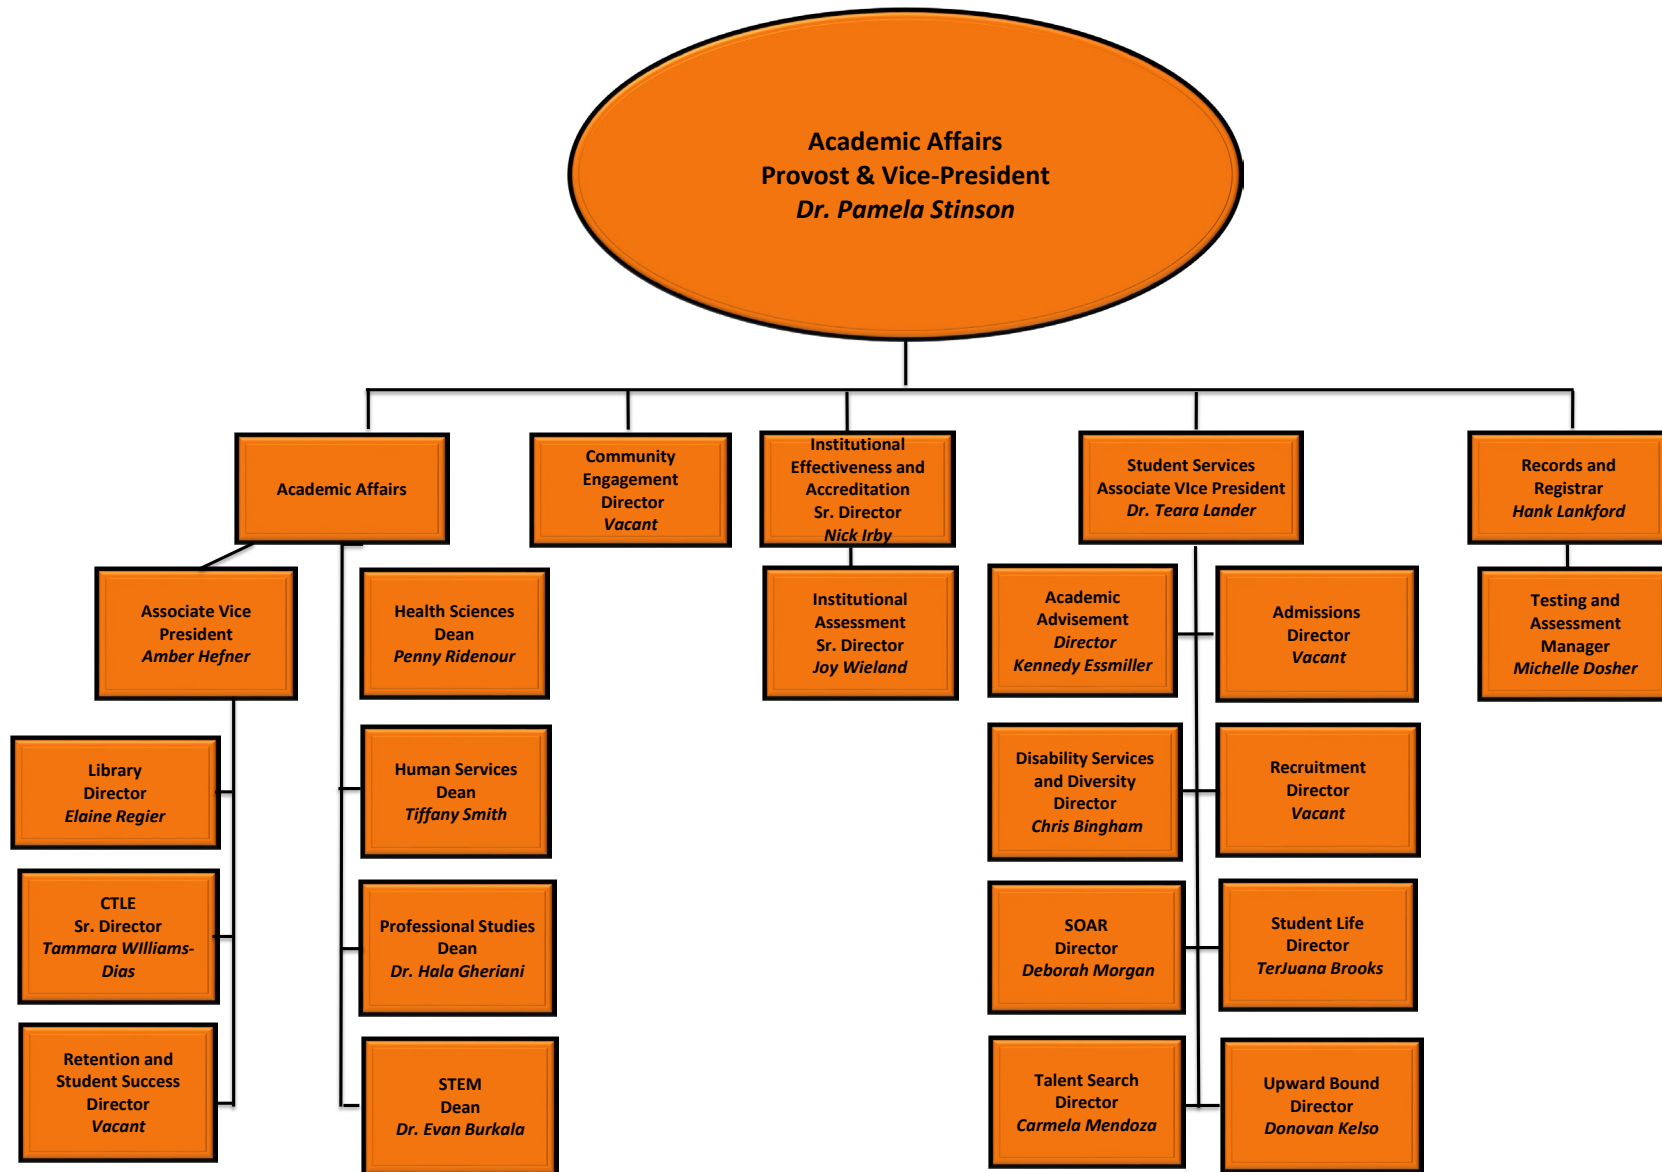 Academic Affairs
Provost & Vice-President
Dr. Pamela Stinson
Academic Affairs
Community
Engagement
Director
Vacant
Institutional
Effectiveness and
Accreditation
Sr. Director
Nick Irby
Student Services
Associate VIce President
Dr. Teara Lander
Records and
Registrar
Hank Lankford
Associate Vice
President
Amber Hefner
Health Sciences
Dean
Penny Ridenour
Institutional
Assessment
Sr. Director
Joy Wieland
Academic
Advisement
Director
Kennedy Essmiller
Admissions
Director
Vacant
Testing and
Assessment
Manager
Michelle Dosher
Library
Director
Elaine Regier
Human Services
Dean
Tiffany Smith
Disability Services
and Diversity
Director
Chris Bingham
Recruitment
Director
Vacant
CTLE
Sr. Director
Tammara WIlliams-
Dias
Professional Studies
Dean
Dr. Hala Gheriani
SOAR
Director
Deborah Morgan
Student Life
Director
TerJuana Brooks
Retention and
Student Success
Director
Vacant
STEM
Dean
Dr. Evan Burkala
Talent Search
Director
Carmela Mendoza
Upward Bound
Director
Donovan Kelso